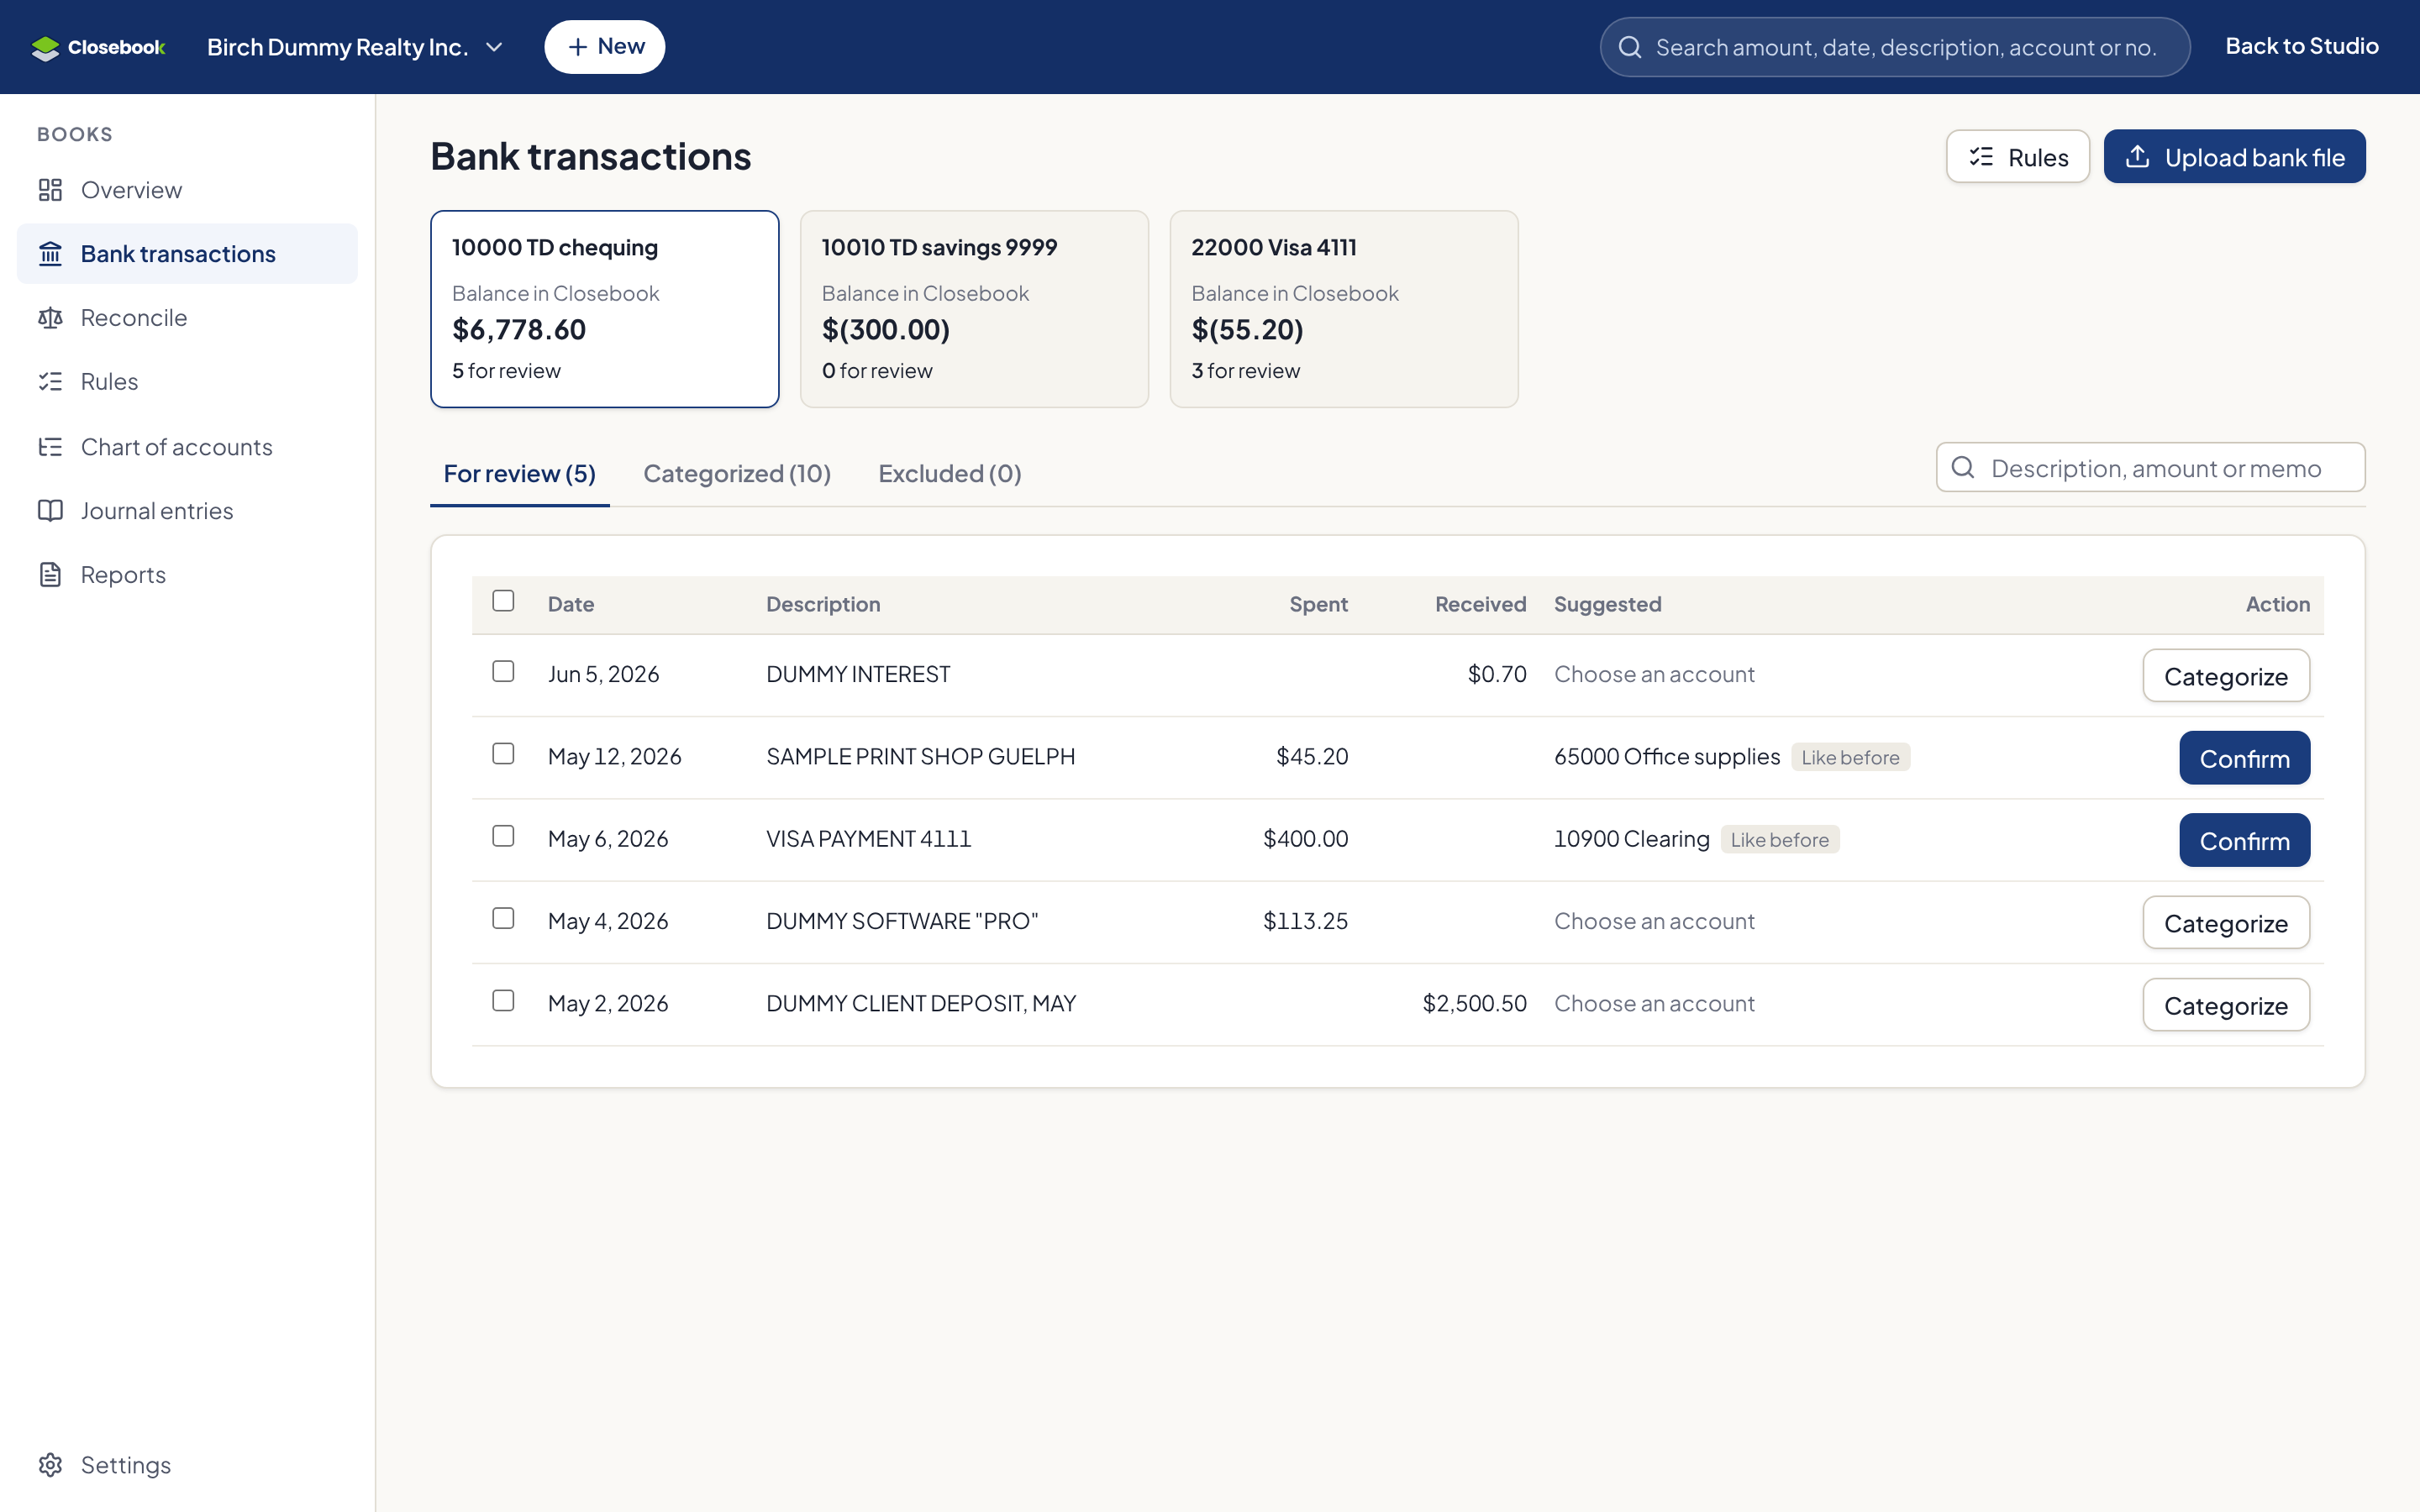 Closebook Birch Dummy Realty Inc. New Search amount, date, description, account or no. Back to Studio
BOOKS
Overview
Bank transactions
Reconcile
Rules
Chart of accounts
Journal entries
Reports
Settings
Bank transactions
Rules Upload bank file
10000 TD chequing
Balance in Closebook
$6,778.60
5 for review
10010 TD savings 9999
Balance in Closebook
$(300.00)
0 for review
22000 Visa 4111
Balance in Closebook
$(55.20)
3 for review
For review (5) Categorized (10) Excluded (0) Description, amount or memo
Date Description Spent Received Suggested Action
Jun 5, 2026 DUMMY INTEREST $0.70 Choose an account Categorize
May 12, 2026 SAMPLE PRINT SHOP GUELPH $45.20 65000 Office supplies Like before Confirm
May 6, 2026 VISA PAYMENT 4111 $400.00 10900 Clearing Like before Confirm
May 4, 2026 DUMMY SOFTWARE "PRO" $113.25 Choose an account Categorize
May 2, 2026 DUMMY CLIENT DEPOSIT, MAY $2,500.50 Choose an account Categorize